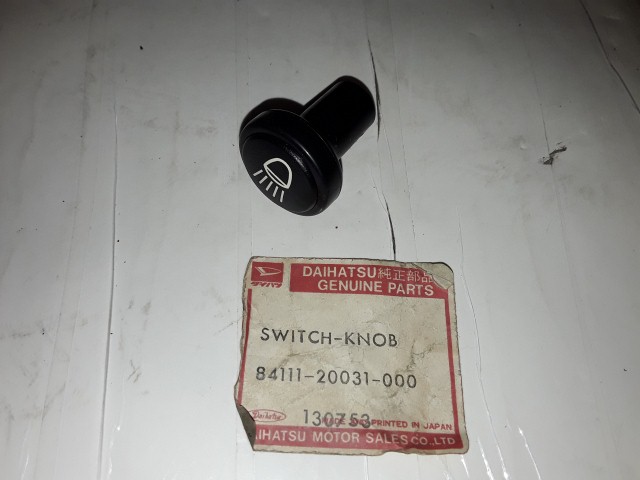 DAIHATSU純正部品
GENUINE PARTS
SWITCH-KNOB
84111-20031-000
130753
PRINTED IN JAPAN
AIHATSU MOTOR SALES CO., LTD